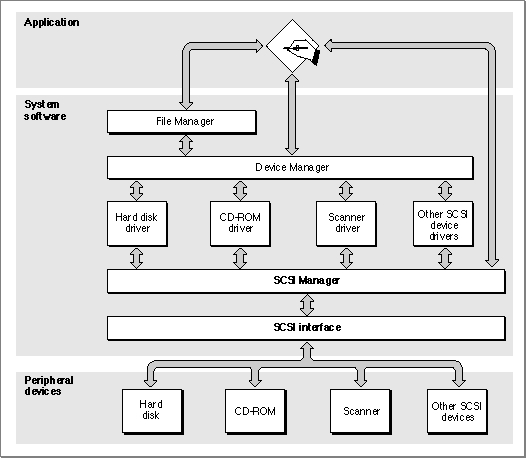 Application
System
software
File Manager
Device Manager
Hard disk
driver
CD-ROM
driver
Scanner
driver
Other SCSI
device
drivers
SCSI Manager
SCSI interface
Peripheral
devices
Hard
disk
CD-ROM
Scanner
Other SCSI
devices